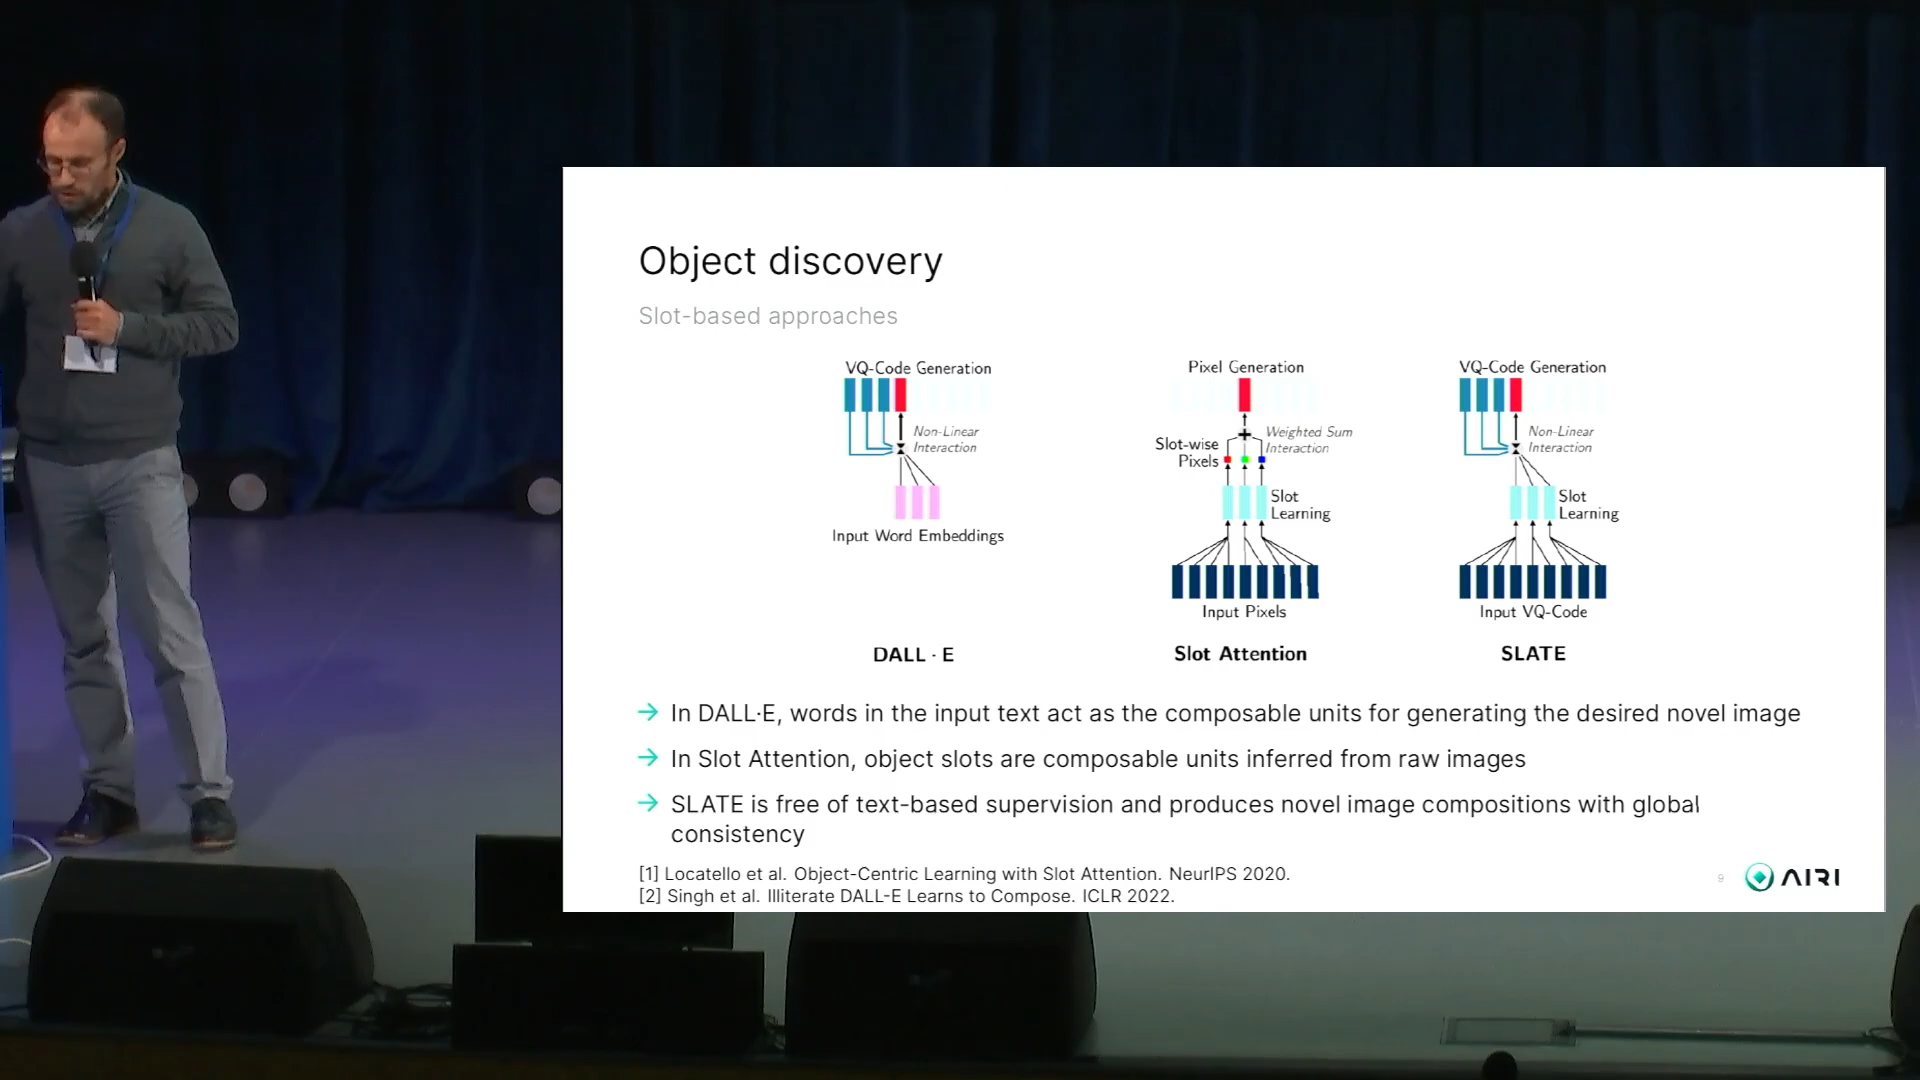 Object discovery
Slot-based approaches
VQ-Code Generation
Non-Linear
Interaction
Input Word Embeddings
DALL · E
Pixel Generation
Weighted Sum
Interaction
Slot-wise
Pixels
Slot
Learning
Input Pixels
Slot Attention
VQ-Code Generation
Non-Linear
Interaction
Slot
Learning
Input VQ-Code
SLATE
→ In DALL·E, words in the input text act as the composable units for generating the desired novel image
→ In Slot Attention, object slots are composable units inferred from raw images
→ SLATE is free of text-based supervision and produces novel image compositions with global
consistency
[1] Locatello et al. Object-Centric Learning with Slot Attention. NeurIPS 2020.
[2] Singh et al. Illiterate DALL-E Learns to Compose. ICLR 2022.
9
AIRI